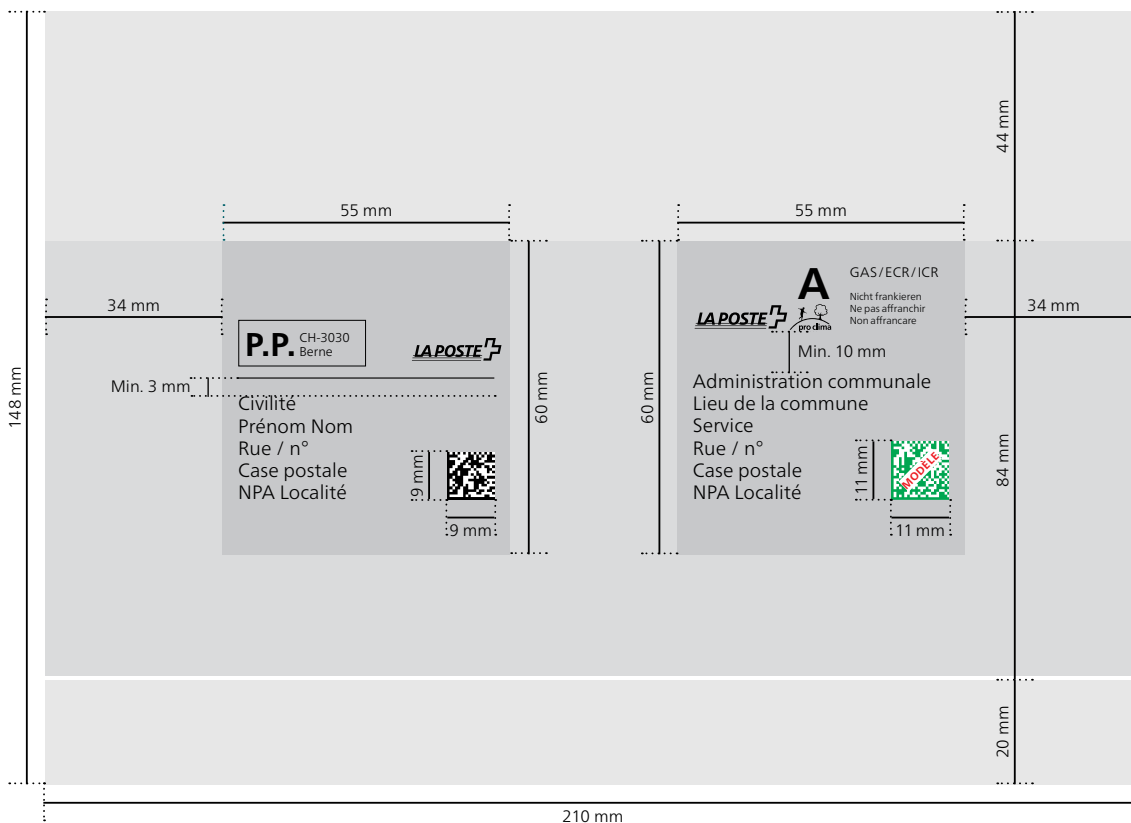 148 mm
44 mm
55 mm
55 mm
34 mm
34 mm
P.P.
CH-3030
Berne
LA POSTE
Min. 3 mm
Civilité
Prénom Nom
Rue / n°
Case postale
NPA Localité
9 mm
9 mm
60 mm
60 mm
A
GAS/ECR/ICR
Nicht frankieren
Ne pas affranchir
Non affrancare
LA POSTE
pro clima
Min. 10 mm
Administration communale
Lieu de la commune
Service
Rue / n°
Case postale
NPA Localité
11 mm
MODÈLE
11 mm
84 mm
20 mm
210 mm